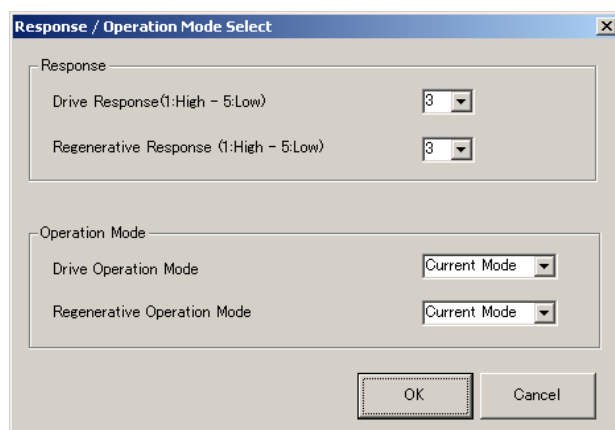 Response / Operation Mode Select
Response
Drive Response(1:High - 5:Low)
3
Regenerative Response (1:High - 5:Low)
3
Operation Mode
Drive Operation Mode
Current Mode
Regenerative Operation Mode
Current Mode
OK
Cancel